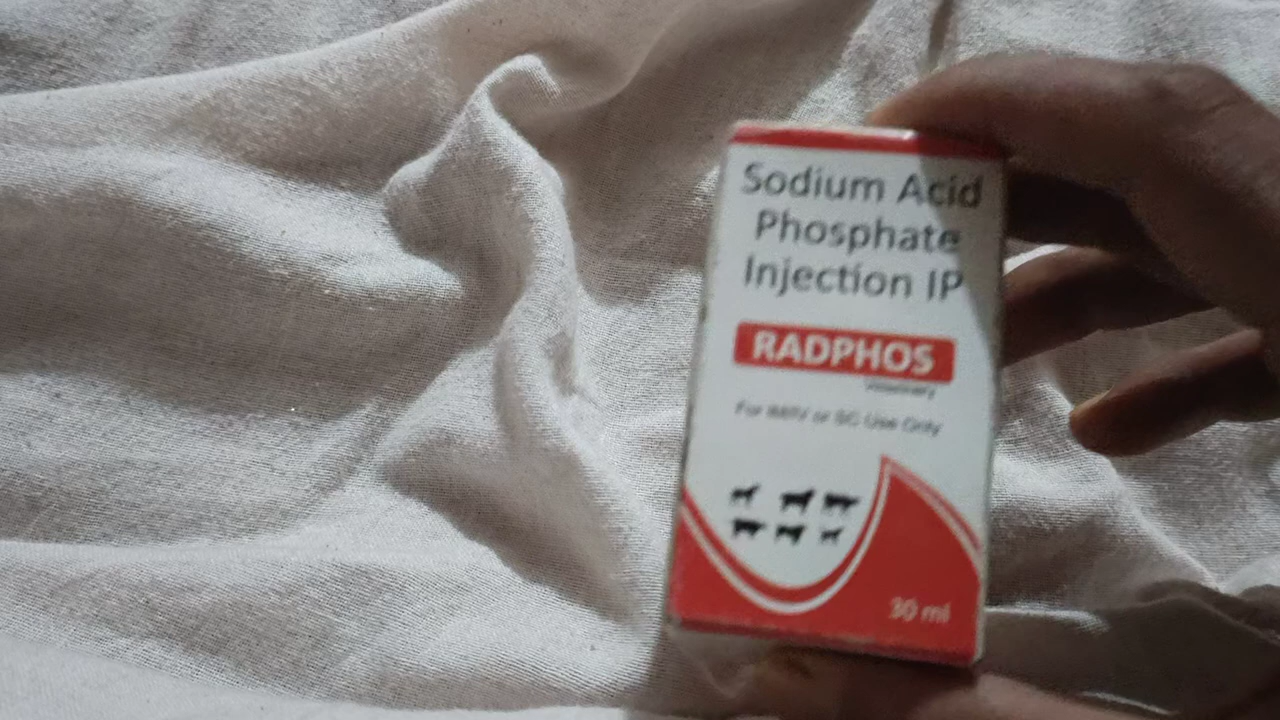 Sodium Acid
Phosphate
Injection IP
RADPHOS
Veterinary
For IM/IV or SC Use Only
30 ml